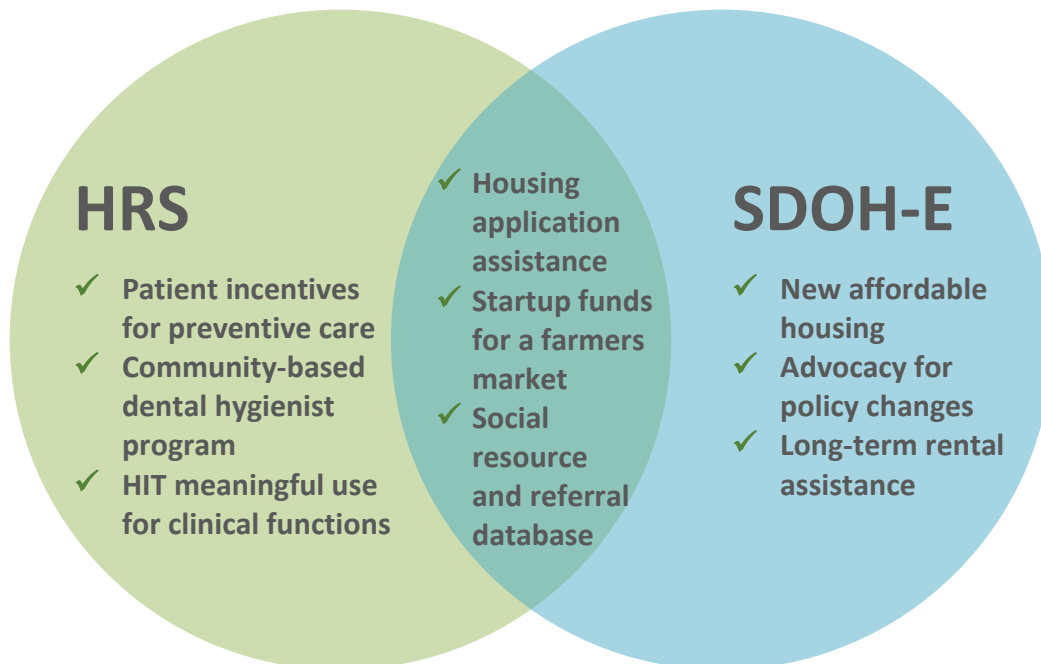 HRS
✓ Patient incentives
for preventive care
✓ Community-based
dental hygienist
program
✓ HIT meaningful use
for clinical functions
✓ Housing
application
assistance
✓ Startup funds
for a farmers
market
✓ Social
resource
and referral
database
SDOH-E
✓ New affordable
housing
✓ Advocacy for
policy changes
✓ Long-term rental
assistance